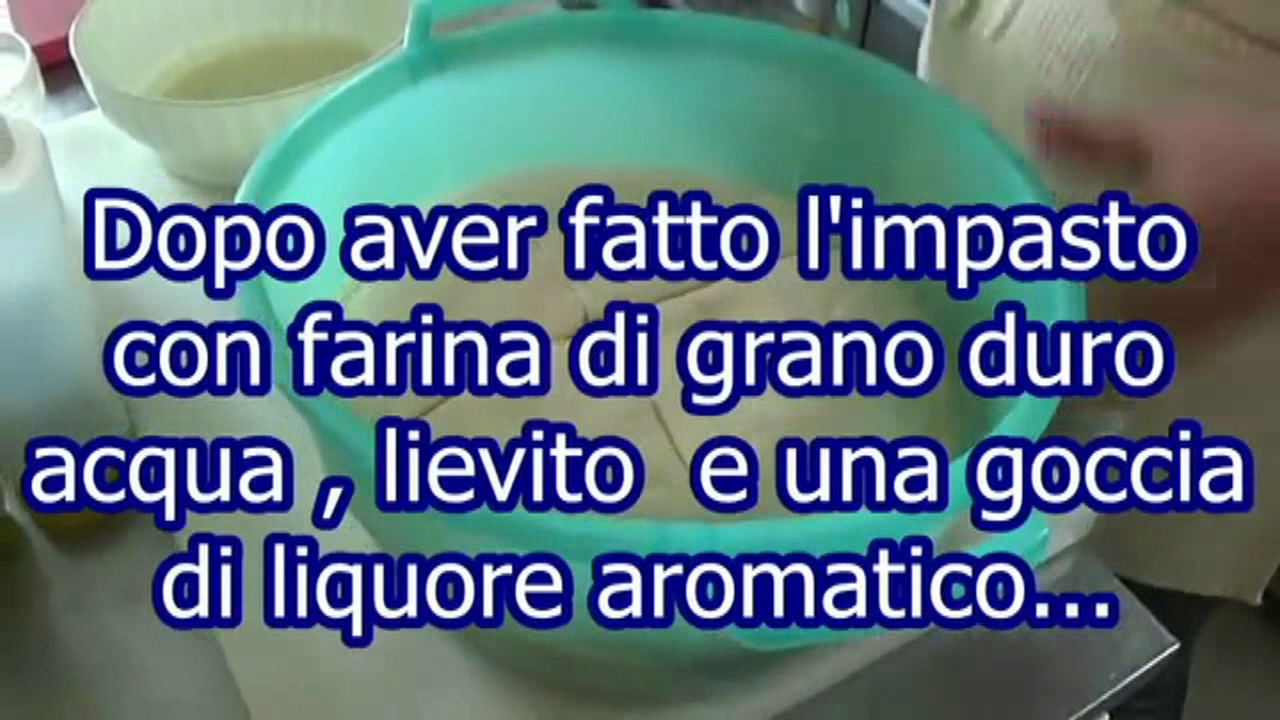 Dopo aver fatto l'impasto
con farina di grano duro
acqua , lievito  e una goccia
di liquore aromatico...